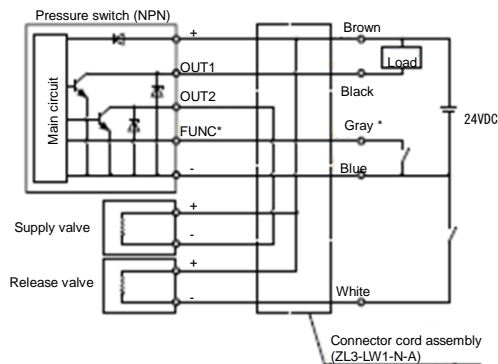 Pressure switch (NPN)
+
Brown
Main circuit
OUT1
Load
Black
OUT2
24VDC
FUNC*
Gray *
-
Blue
+
Supply valve
-
+
Release valve
-
White
Connector cord assembly
(ZL3-LW1-N-A)